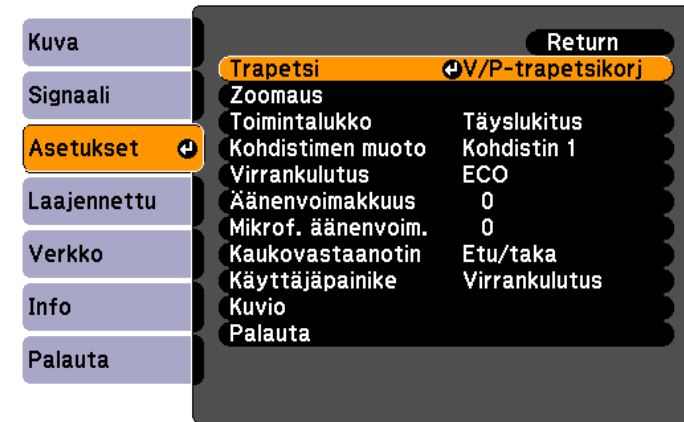 Kuva
Signaali
Asetukset
Laajennettu
Verkko
Info
Palauta
Return
Trapetsi V/P-trapetsikorj
Zoomaus
Toimintalukko Täyslukitus
Kohdistimen muoto Kohdistin 1
Virrankulutus ECO
Äänenvoimakkuus 0
Mikrof. äänenvoim. 0
Kaukovastaanotin Etu/taka
Käyttäjäpainike Virrankulutus
Kuvio
Palauta